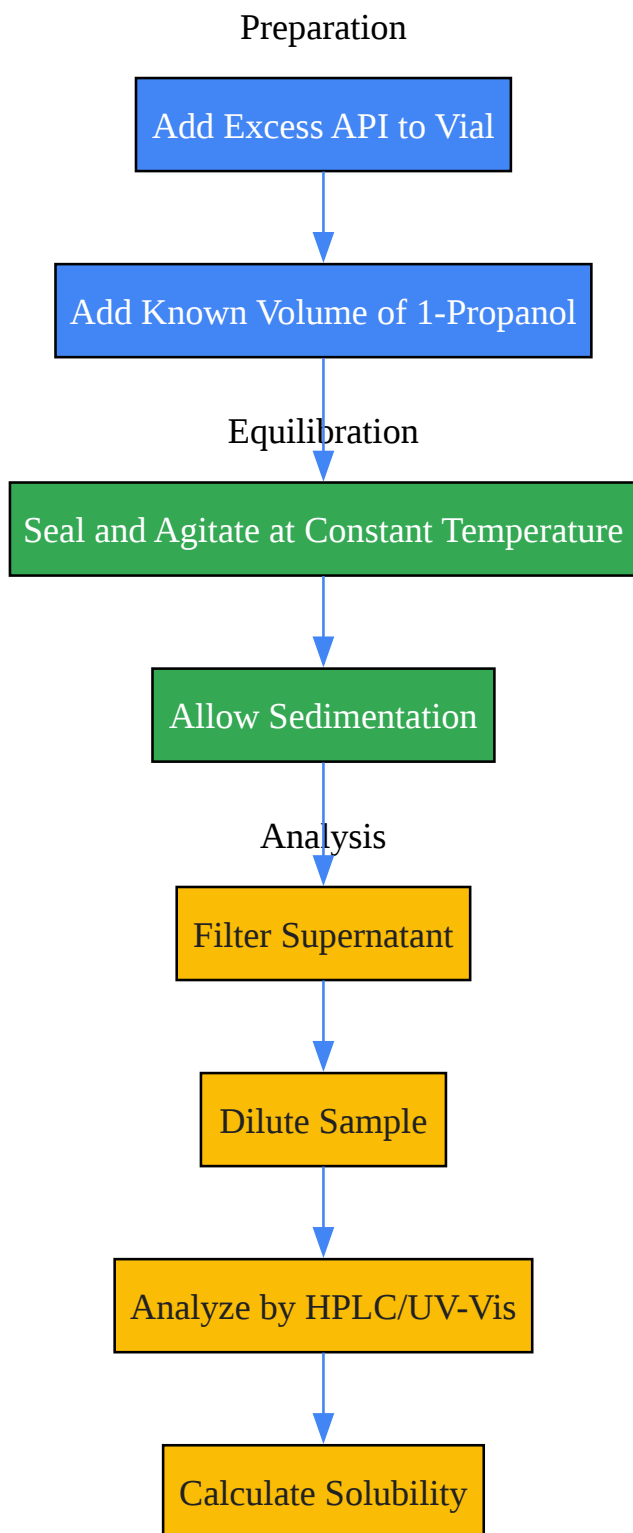 Preparation
Add Excess API to Vial
Add Known Volume of 1-Propanol
Equilibration
Seal and Agitate at Constant Temperature
Allow Sedimentation
Analysis
Filter Supernatant
Dilute Sample
Analyze by HPLC/UV-Vis
Calculate Solubility